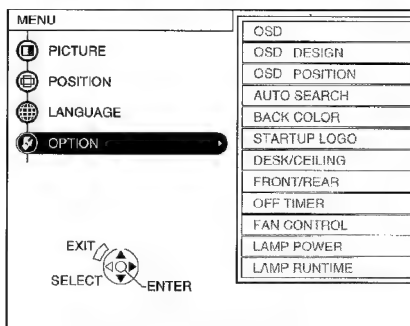 MENU
PICTURE
POSITION
LANGUAGE
OPTION
EXIT
SELECT
ENTER
OSD
OSD DESIGN
OSD POSITION
AUTO SEARCH
BACK COLOR
STARTUP LOGO
DESK/CEILING
FRONT/REAR
OFF TIMER
FAN CONTROL
LAMP POWER
LAMP RUNTIME